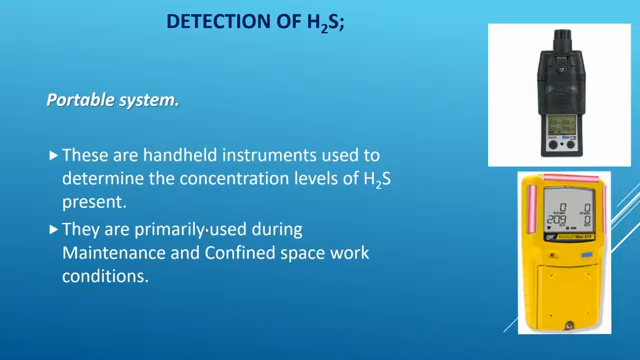 DETECTION OF H₂S;
Portable system.
These are handheld instruments used to
determine the concentration levels of H₂S
present.
They are primarily used during
Maintenance and Confined space work
conditions.
0 0
209 0